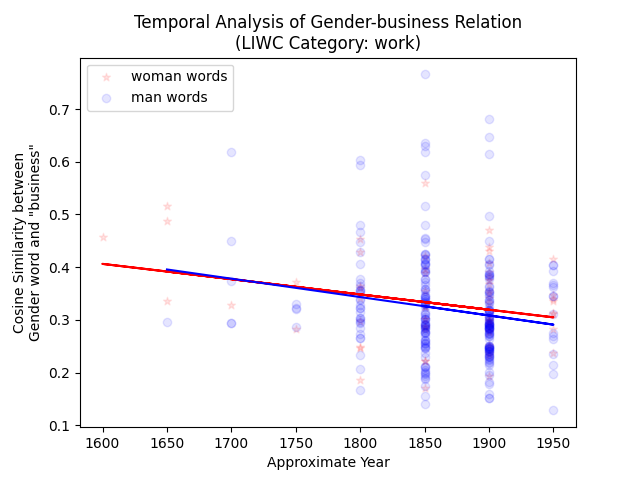 Temporal Analysis of Gender-business Relation
(LIWC Category: work)
woman words
man words
0.7
0.6
0.5
0.4
0.3
0.2
0.1
Cosine Similarity between
Gender word and "business"
1600
1650
1700
1750
1800
1850
1900
1950
Approximate Year